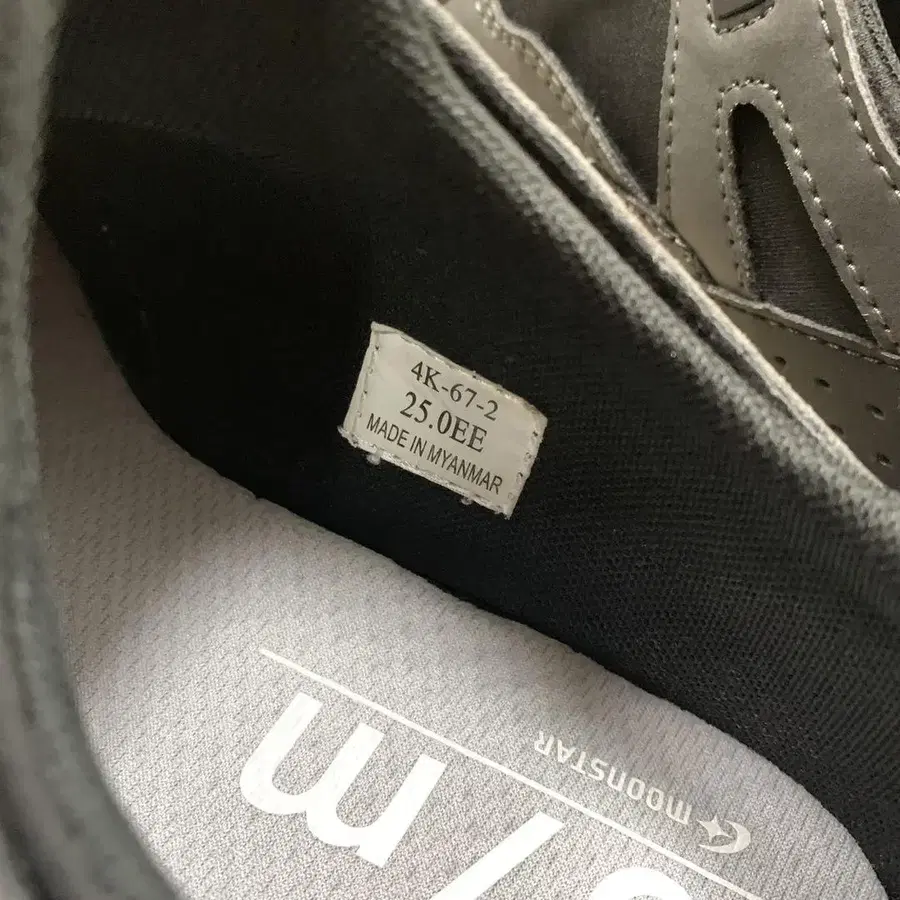 4K-67-2
25.0EE
MADE IN MYANMAR
moonSTAR
m/